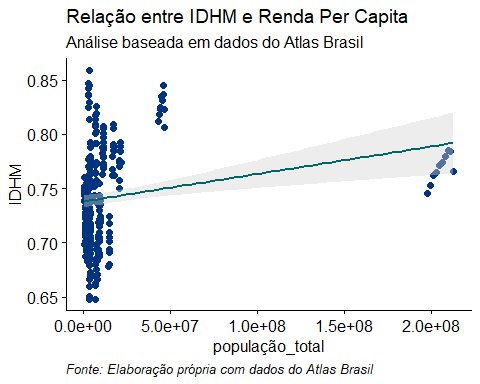 Relação entre IDHM e Renda Per Capita
Análise baseada em dados do Atlas Brasil
IDHM
0.85
0.80
0.75
0.70
0.65
0.0e+00 5.0e+07 1.0e+08 1.5e+08 2.0e+08
população_total
Fonte: Elaboração própria com dados do Atlas Brasil